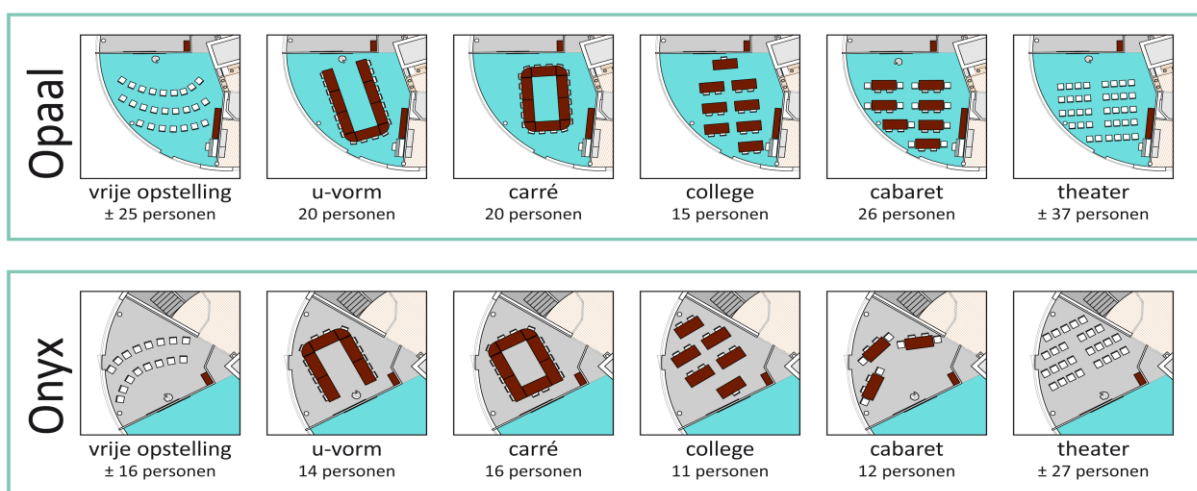 Opaal
vrije opstelling
± 25 personen
u-vorm
20 personen
carré
20 personen
college
15 personen
cabaret
26 personen
theater
± 37 personen
Onyx
vrije opstelling
± 16 personen
u-vorm
14 personen
carré
16 personen
college
11 personen
cabaret
12 personen
theater
± 27 personen